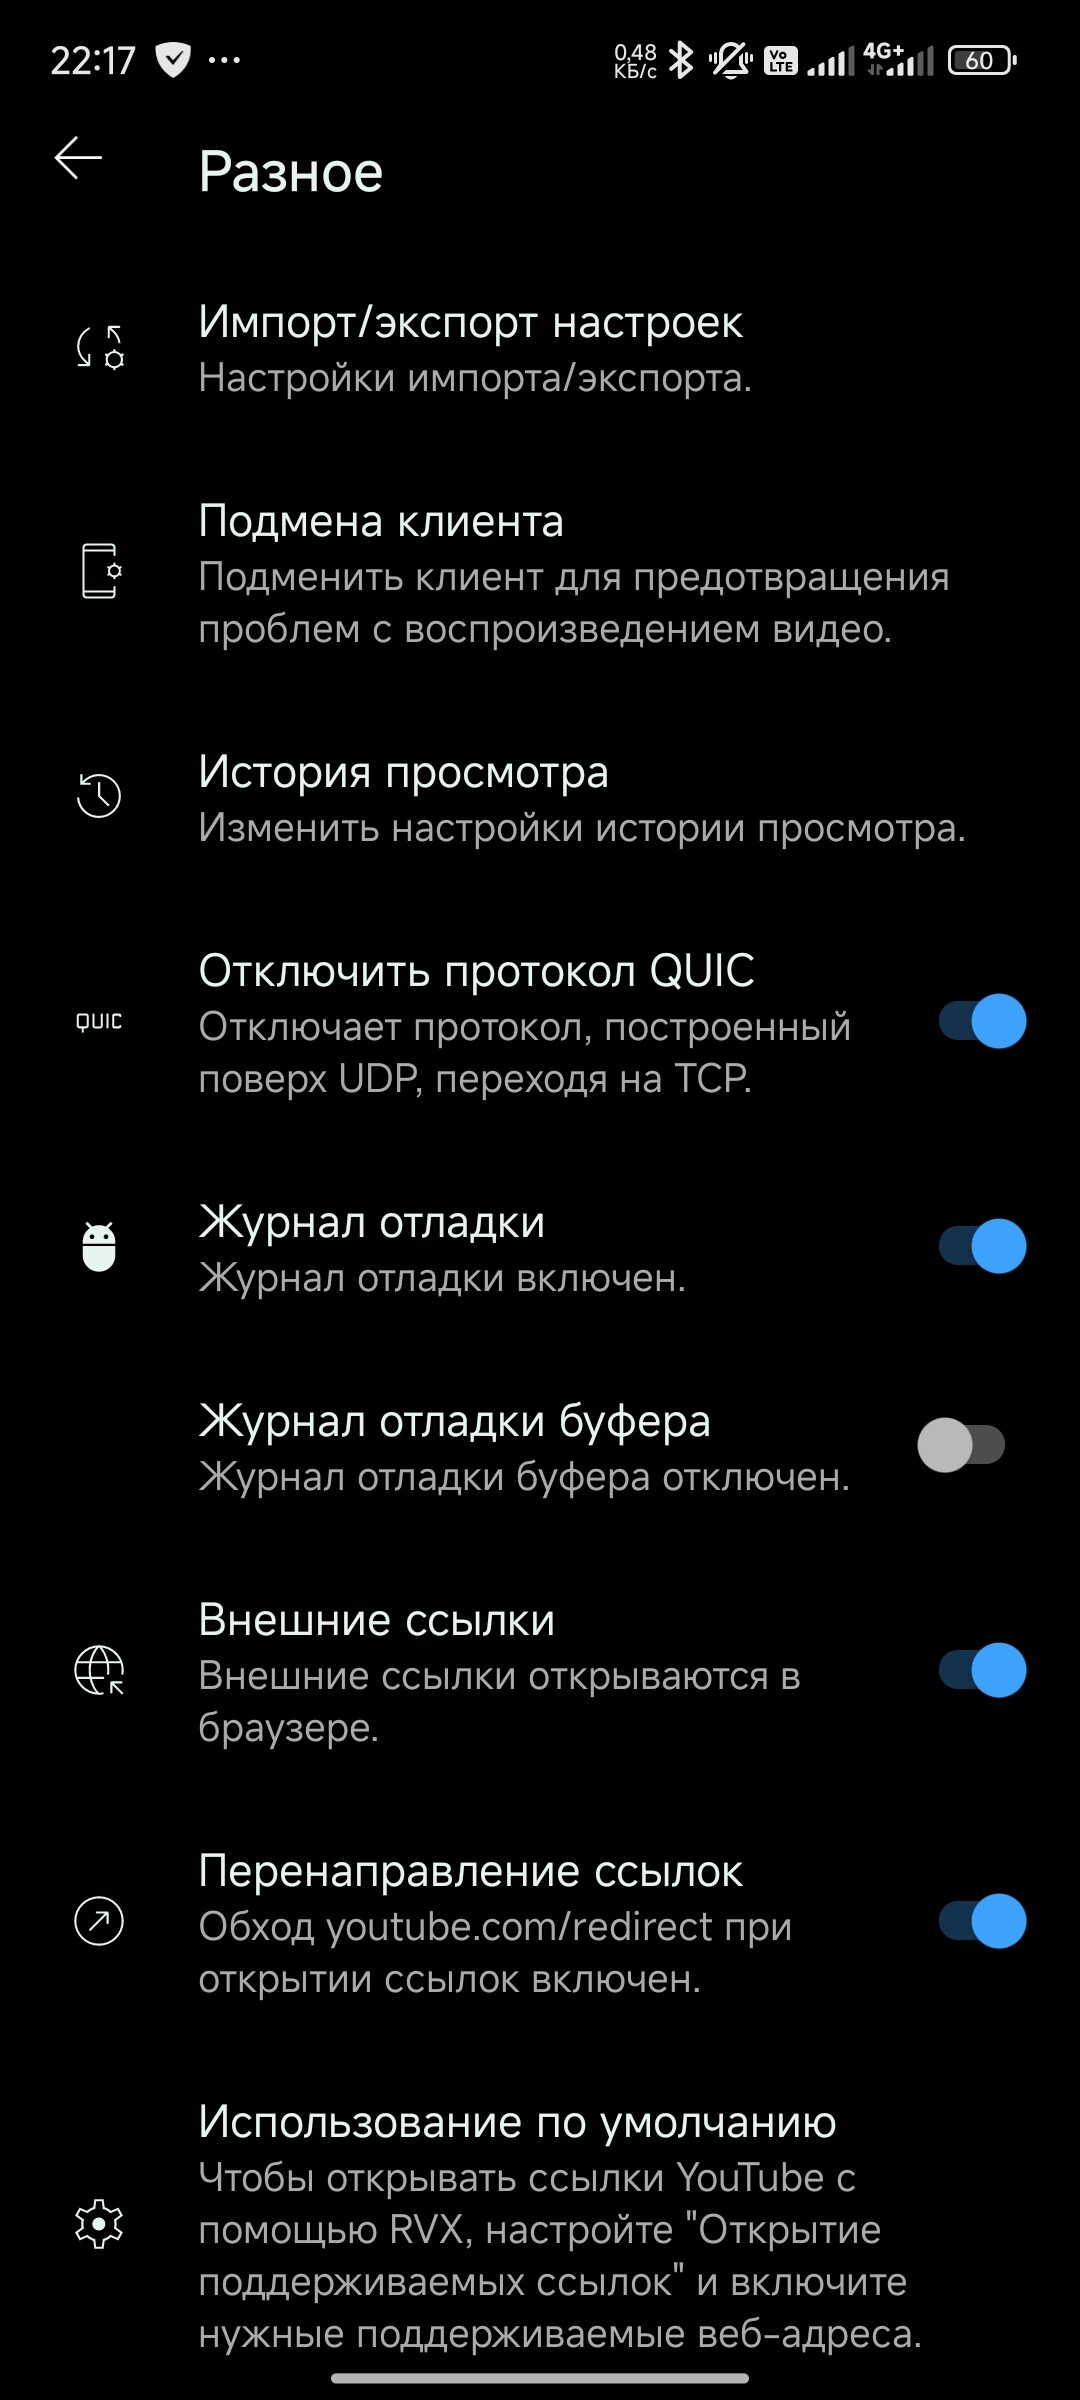 22:17
0,48
КБ/с
Vo
LTE
4G+
60
Разное
Импорт/экспорт настроек
Настройки импорта/экспорта.
Подмена клиента
Подменить клиент для предотвращения
проблем с воспроизведением видео.
История просмотра
Изменить настройки истории просмотра.
QUIC
Отключить протокол QUIC
Отключает протокол, построенный
поверх UDP, переходя на TCP.
Журнал отладки
Журнал отладки включен.
Журнал отладки буфера
Журнал отладки буфера отключен.
Внешние ссылки
Внешние ссылки открываются в
браузере.
Перенаправление ссылок
Обход youtube.com/redirect при
открытии ссылок включен.
Использование по умолчанию
Чтобы открывать ссылки YouTube с
помощью RVX, настройте "Открытие
поддерживаемых ссылок" и включите
нужные поддерживаемые веб-адреса.